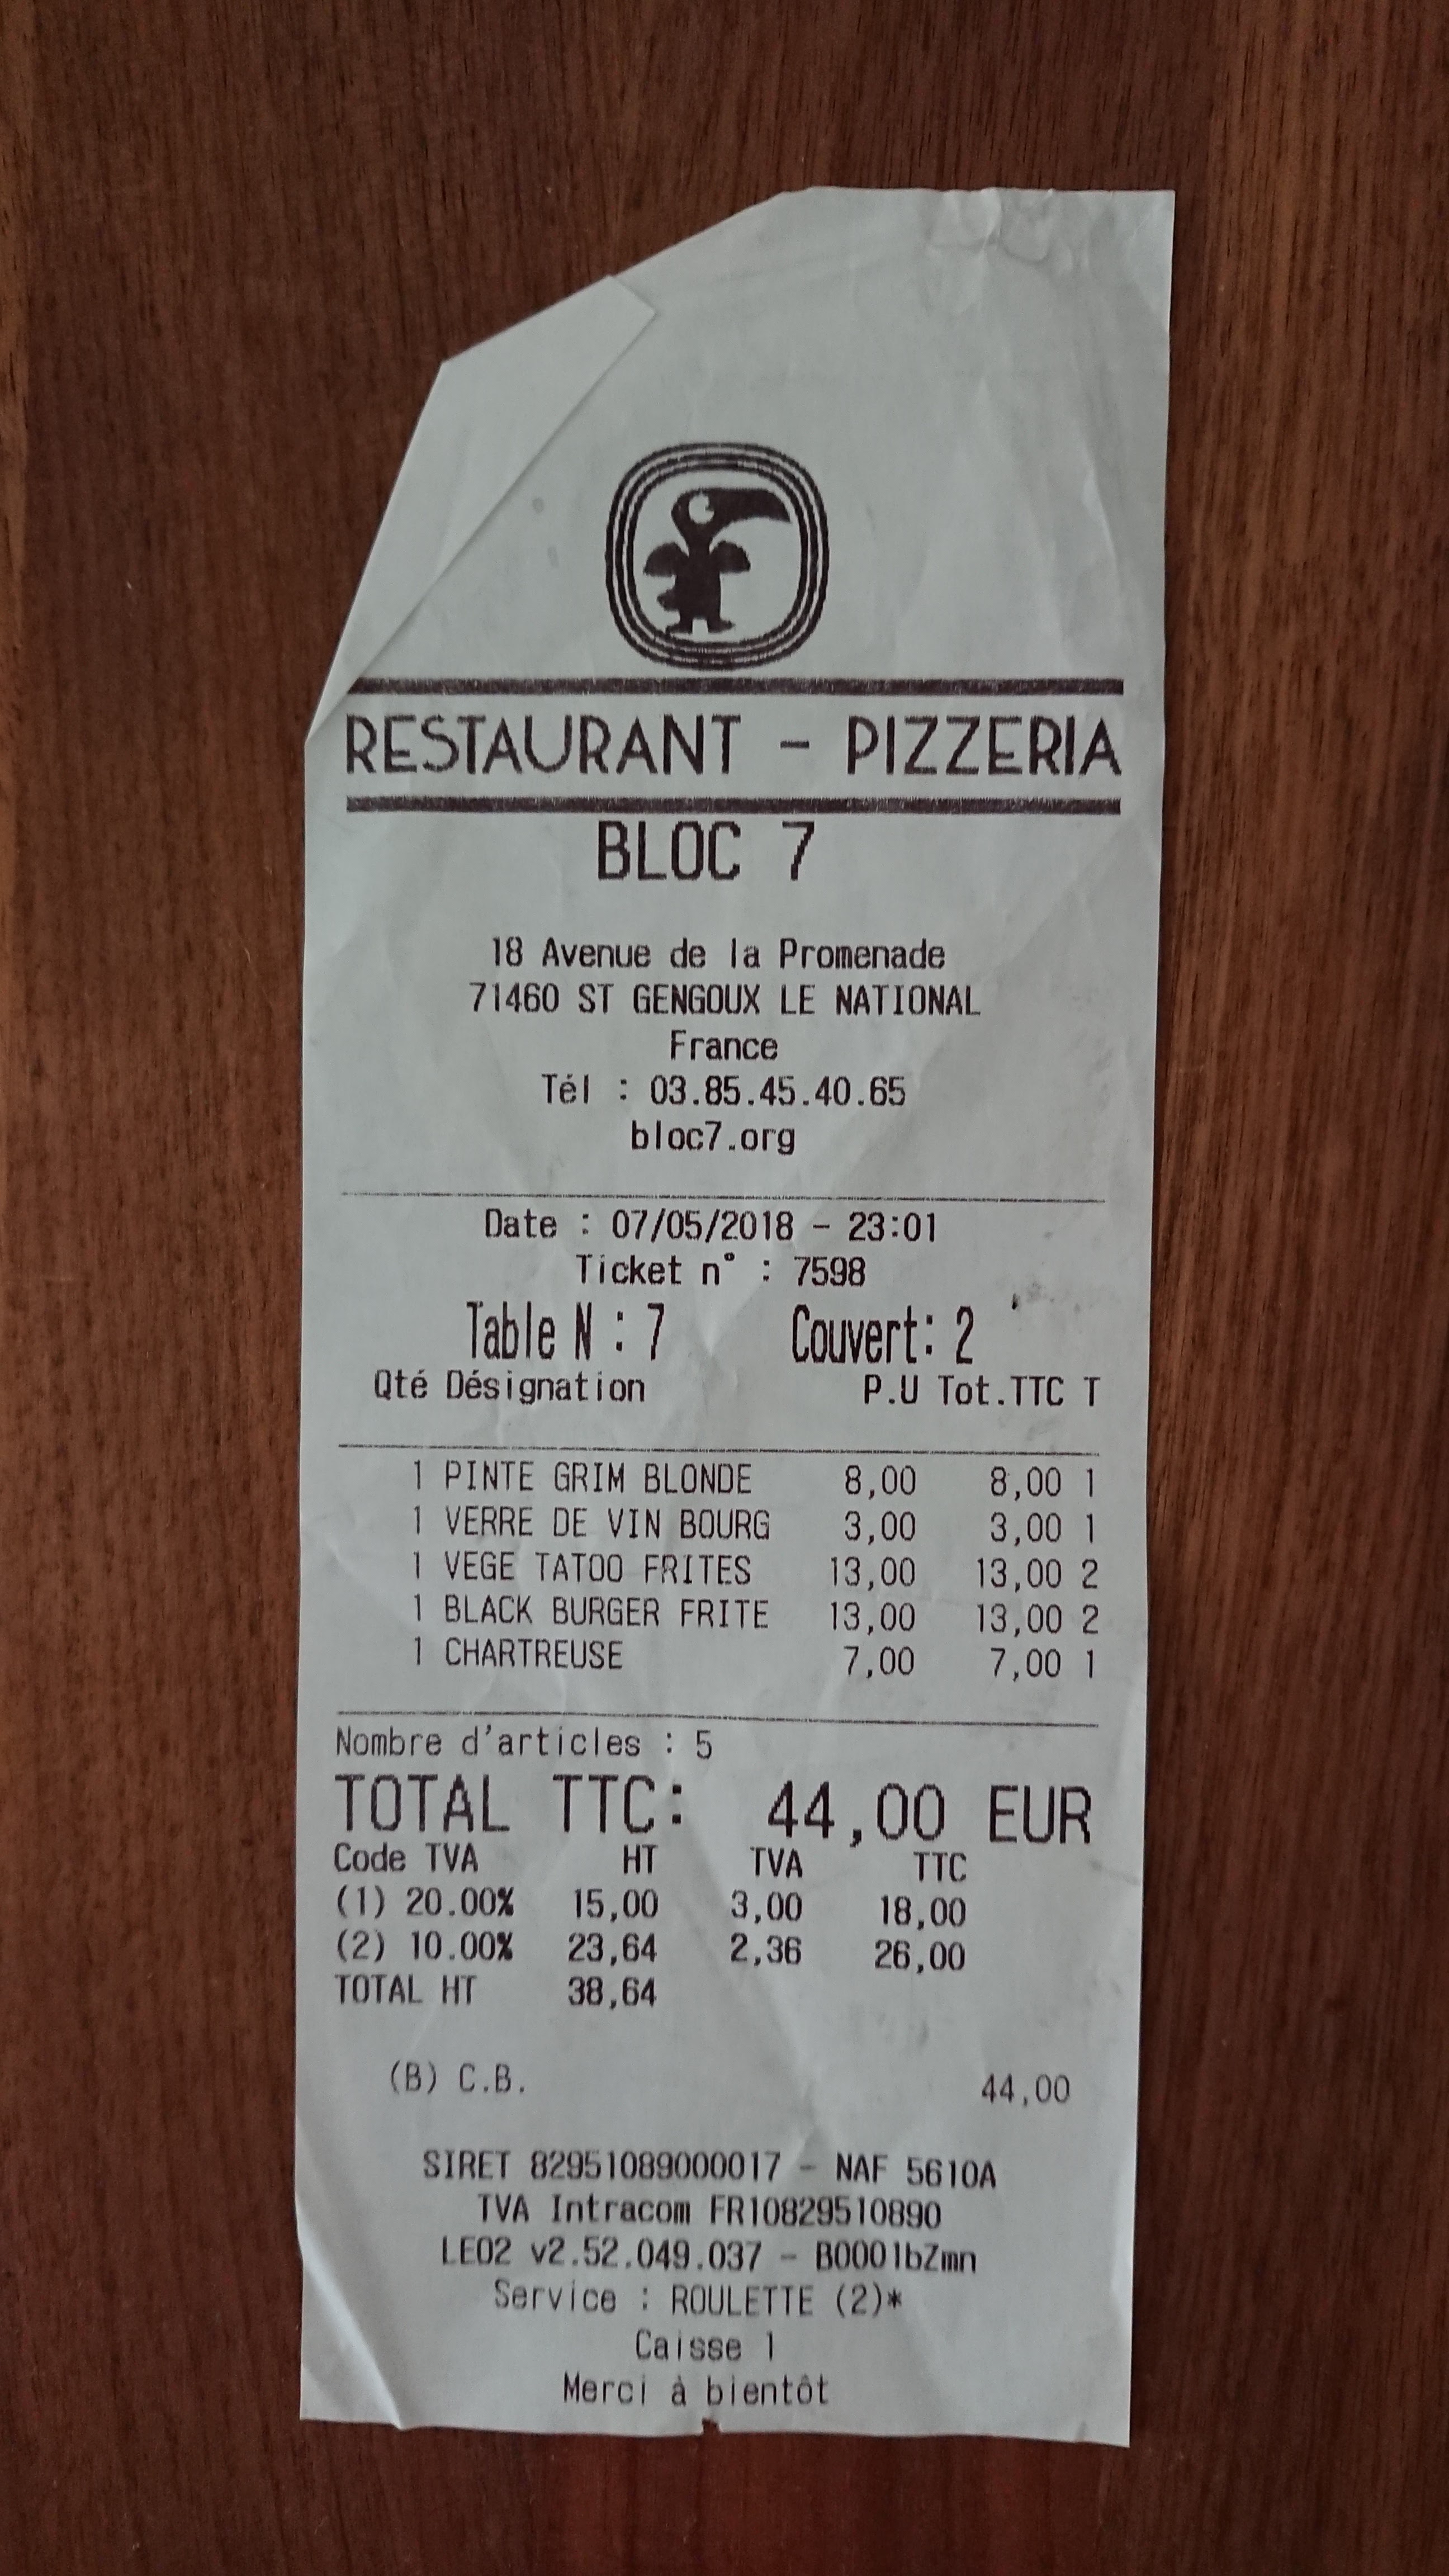 RESTAURANT - PIZZERIA
BLOC 7
18 Avenue de la Promenade
71460 ST GENGOUX LE NATIONAL
France
Tél : 03.85.45.40.65
bloc7.org
Date : 07/05/2018 - 23:01
Ticket n° : 7598
Table N : 7 Couvert: 2
Qté Désignation P.U Tot.TTC T
1 PINTE GRIM BLONDE 8,00 8,00 1
1 VERRE DE VIN BOURG 3,00 3,00 1
1 VEGE TATOO FRITES 13,00 13,00 2
1 BLACK BURGER FRITE 13,00 13,00 2
1 CHARTREUSE 7,00 7,00 1
Nombre d'articles : 5
TOTAL TTC: 44,00 EUR
Code TVA HT TVA TTC
(1) 20.00% 15,00 3,00 18,00
(2) 10.00% 23,64 2,36 26,00
TOTAL HT 38,64
(B) C.B. 44,00
SIRET 82951089000017 - NAF 5610A
TVA Intracom FR10829510890
LEO2 v2.52.049.037 - B0001bZmn
Service : ROULETTE (2)*
Caisse 1
Merci à bientôt